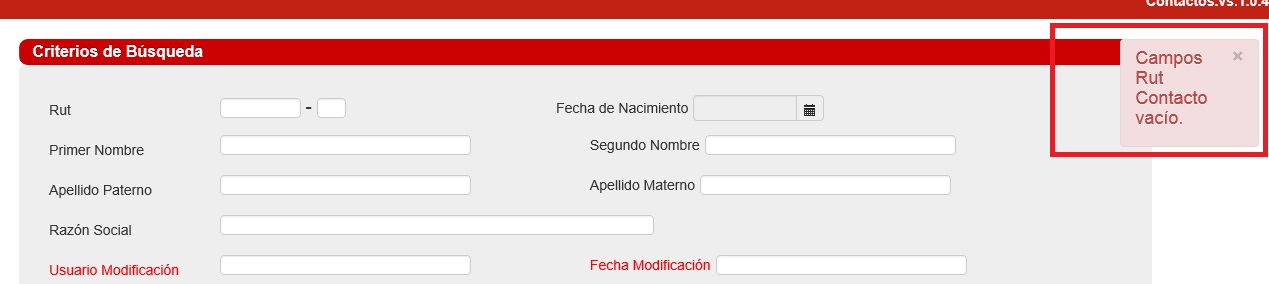 Contactos.vs.1.0.4
Criterios de Búsqueda
Campos
Rut
Contacto
vacío.
×
Rut - Fecha de Nacimiento
Primer Nombre Segundo Nombre
Apellido Paterno Apellido Materno
Razón Social
Usuario Modificación Fecha Modificación